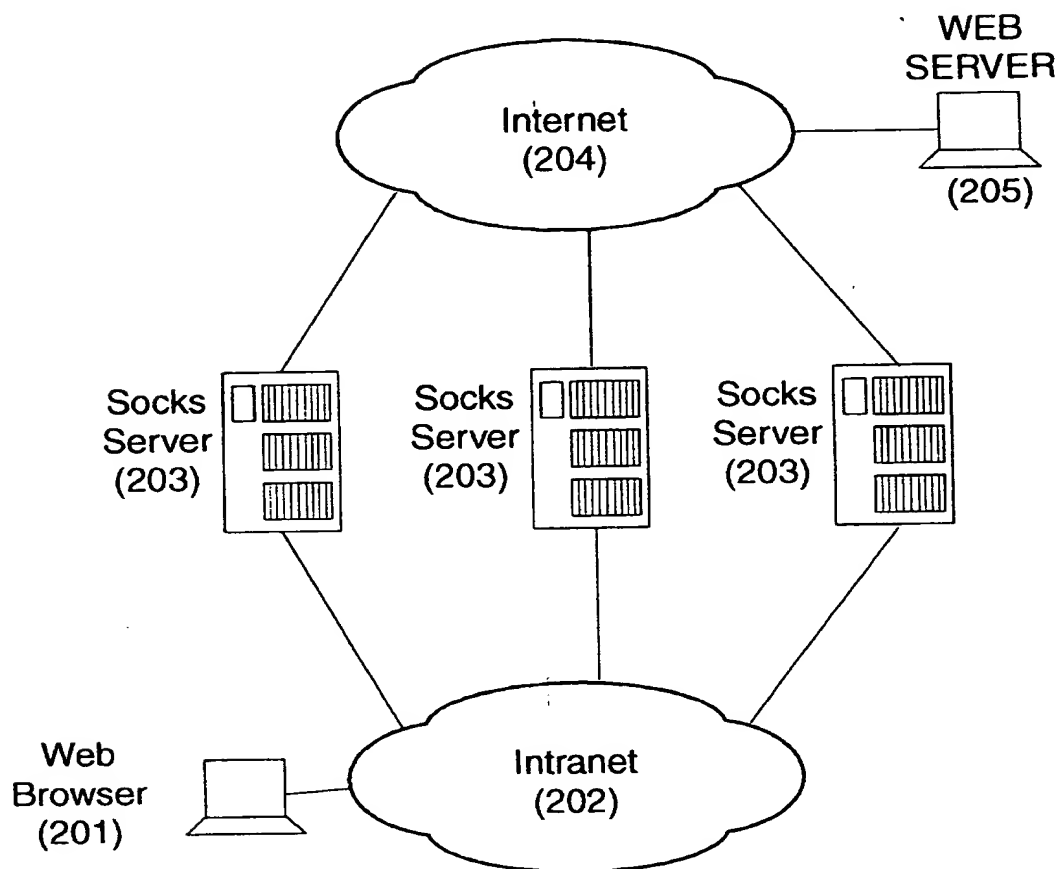 WEB
SERVER
(205)
Internet
(204)
Socks
Server
(203)
Socks
Server
(203)
Socks
Server
(203)
Web
Browser
(201)
Intranet
(202)